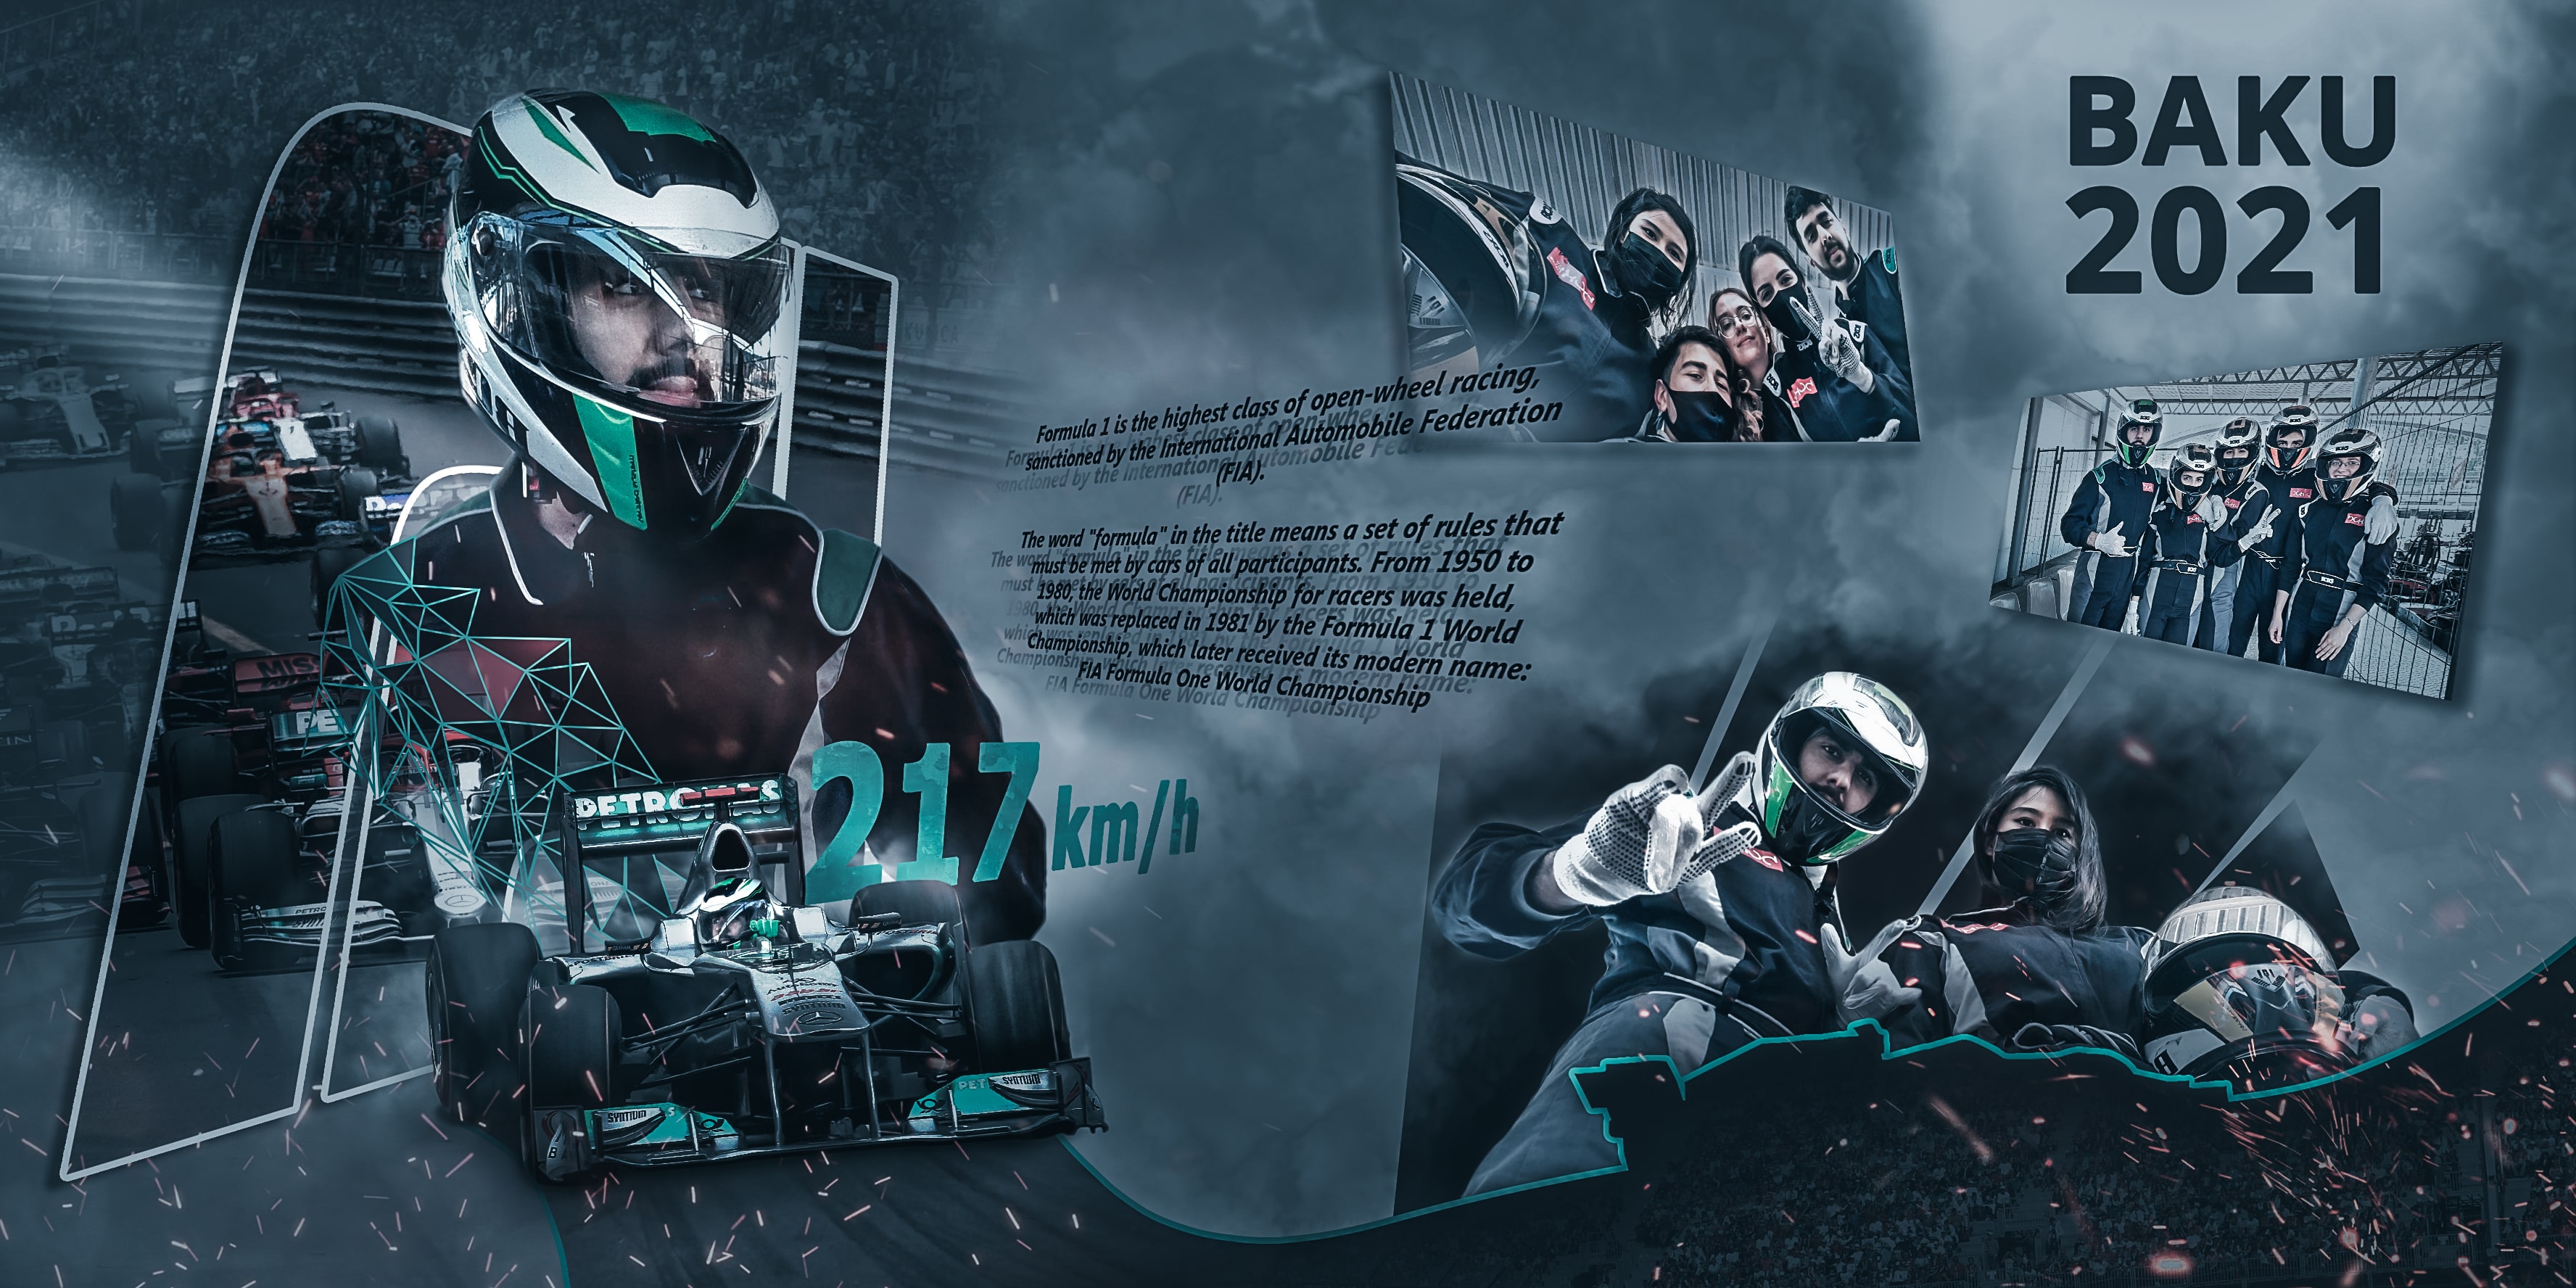 BAKU
2021
Formula 1 is the highest class of open-wheel racing,
sanctioned by the International Automobile Federation
(FIA).
The word "formula" in the title means a set of rules that
must be met by cars of all participants. From 1950 to
1980, the World Championship for racers was held,
which was replaced in 1981 by the Formula 1 World
Championship, which later received its modern name:
FIA Formula One World Championship
217 km/h
PETRONAS
SYNTIUM
PET
SYNTIUM